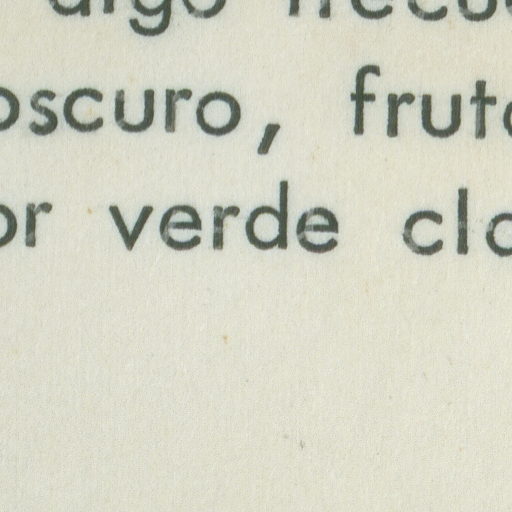 oscuro, frut
or verde cl